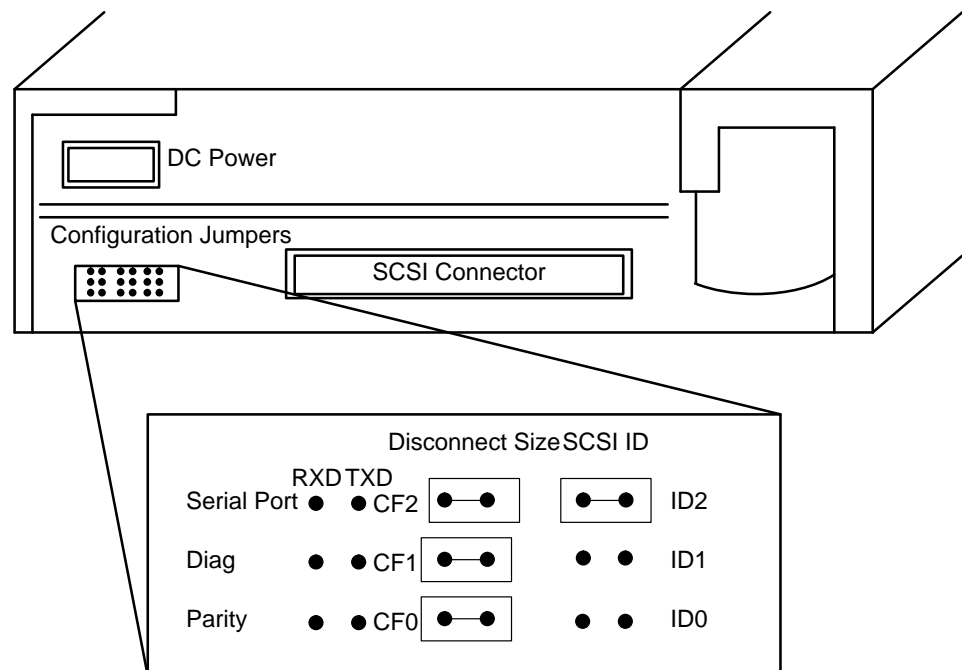 DC Power
Configuration Jumpers
SCSI Connector
Disconnect Size SCSI ID
RXD TXD
Serial Port CF2 ID2
Diag CF1 ID1
Parity CF0 ID0